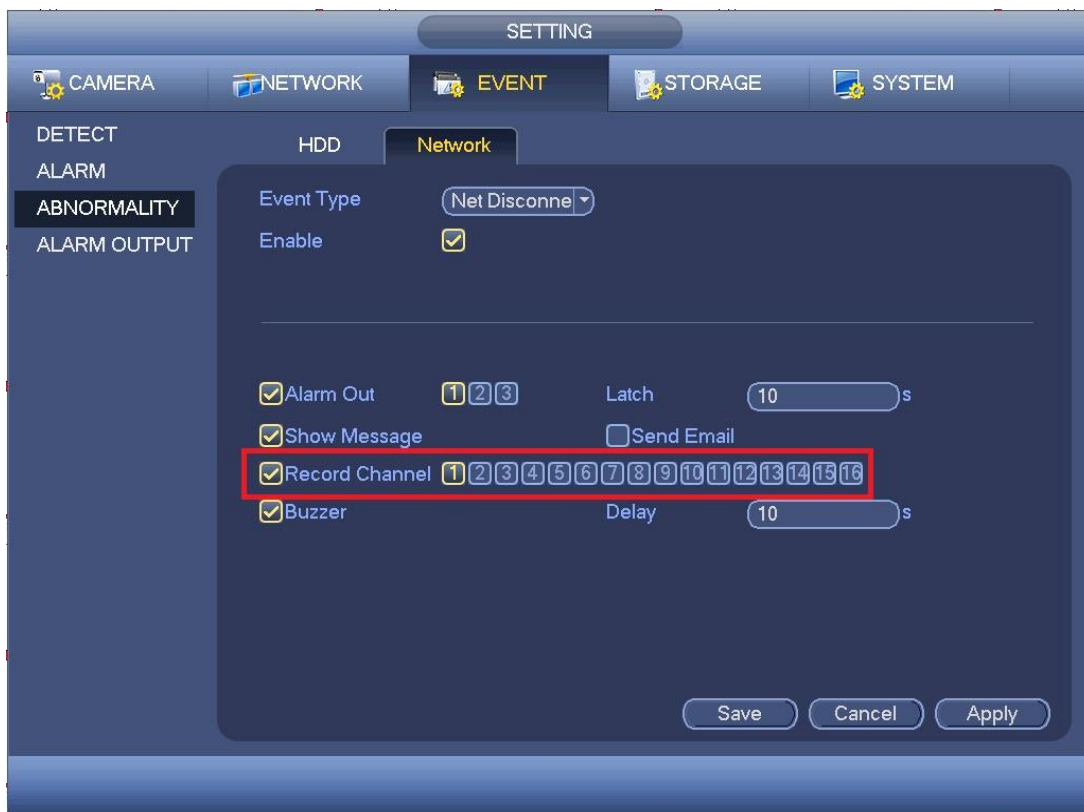 SETTING
CAMERA NETWORK EVENT STORAGE SYSTEM
DETECT
ALARM
ABNORMALITY
ALARM OUTPUT
HDD Network
Event Type Net Disconne
Enable
Alarm Out 1 2 3 Latch 10 s
Show Message Send Email
Record Channel 1 2 3 4 5 6 7 8 9 10 11 12 13 14 15 16
Buzzer Delay 10 s
Save Cancel Apply